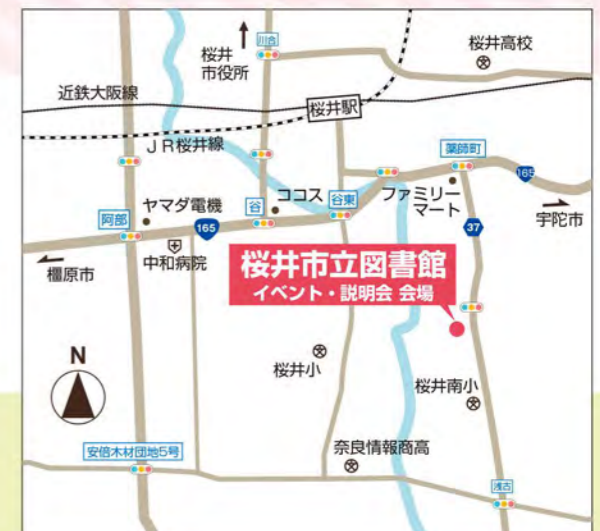 桜井
市役所
川合
桜井高校
近鉄大阪線
桜井駅
JR桜井線
薬師町
165
ヤマダ電機
ココス
谷
谷東
ファミリー
マート
宇陀市
阿部
165
37
橿原市
中和病院
桜井市立図書館
イベント・説明会 会場
N
桜井小
桜井南小
安倍木材団地5号
奈良情報商高
浅古